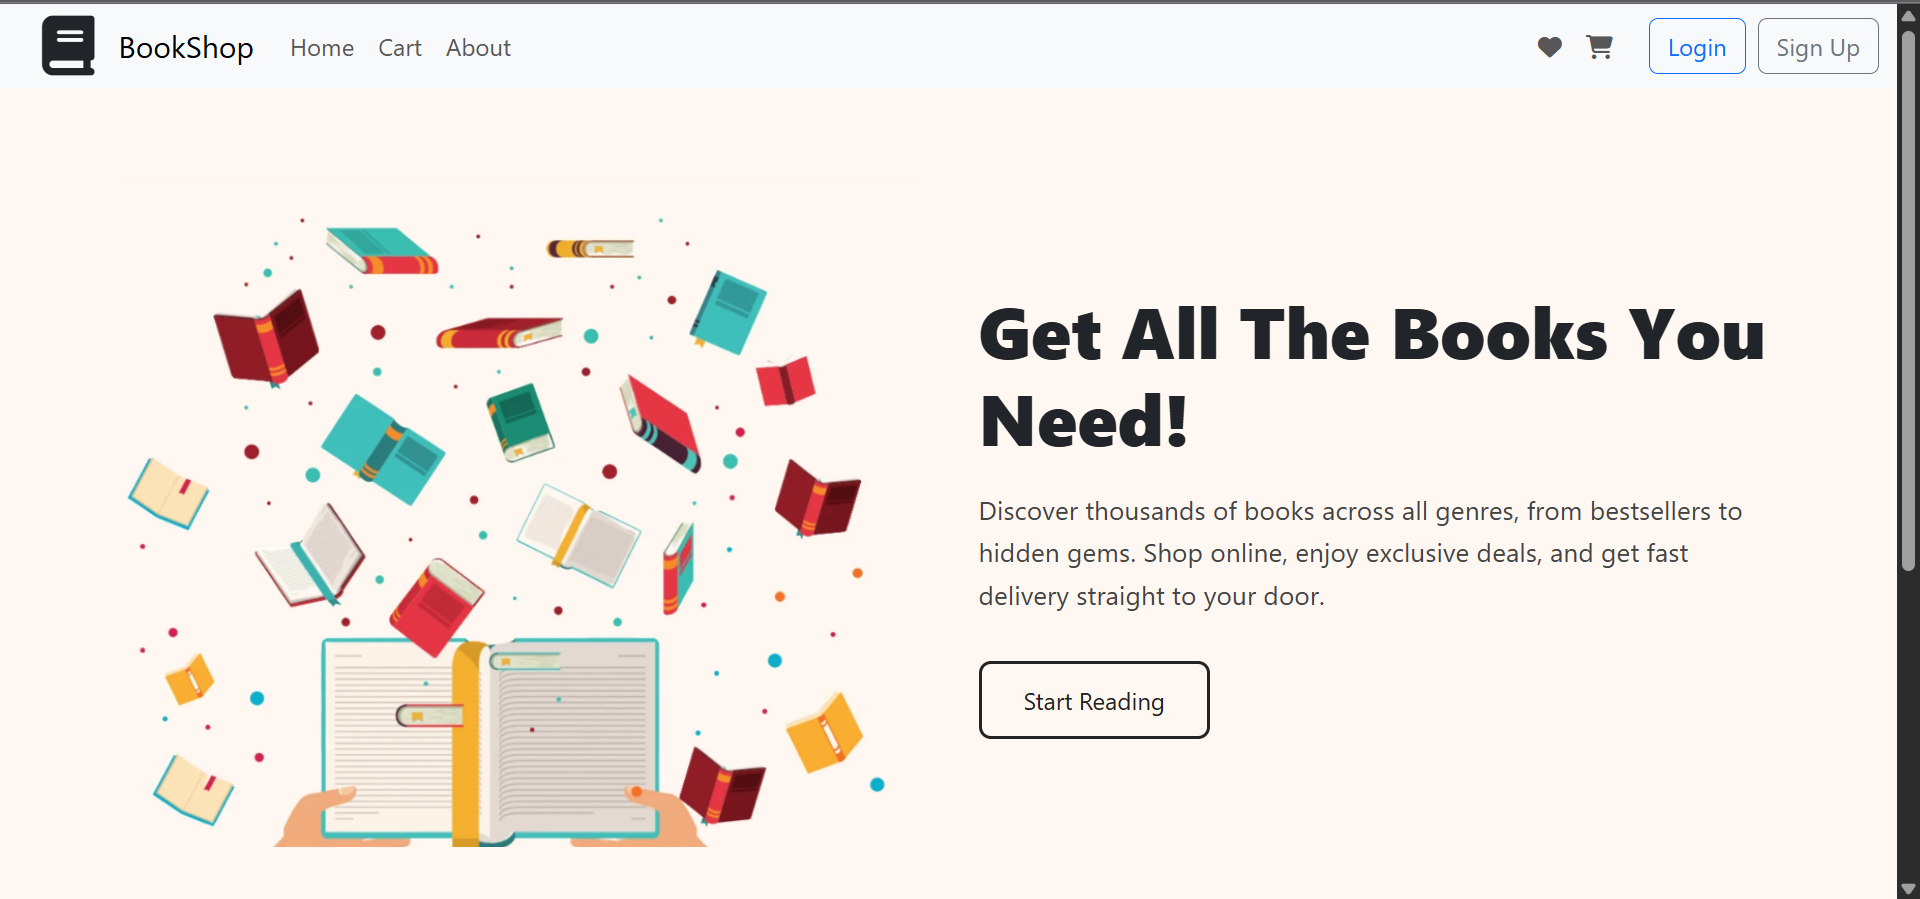 BookShop Home Cart About Login Sign Up
Get All The Books You
Need!
Discover thousands of books across all genres, from bestsellers to
hidden gems. Shop online, enjoy exclusive deals, and get fast
delivery straight to your door.
Start Reading